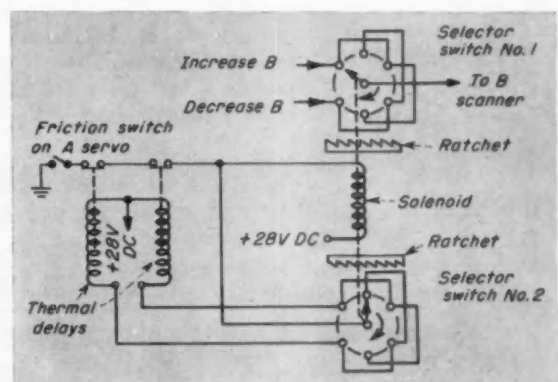 Selector
switch No.1
Increase B
To B
scanner
Decrease B
Friction switch
on A servo
Ratchet
Solenoid
+28V DC
+28V
DC
Ratchet
Thermal
delays
Selector
switch No.2